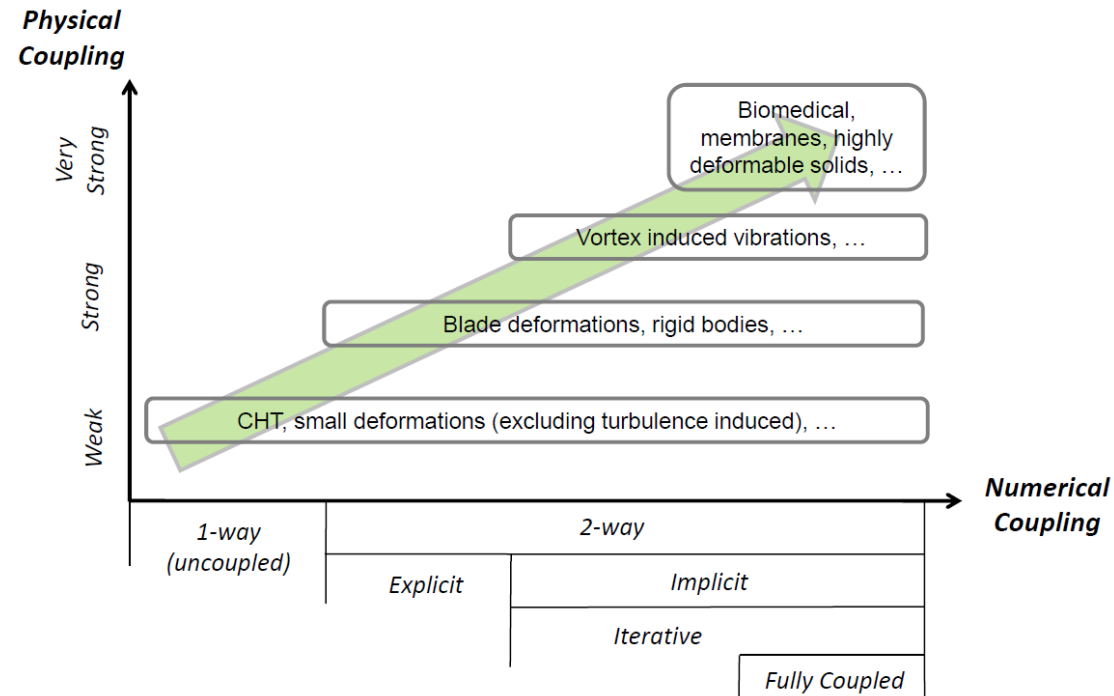 Physical
Coupling
Very
Strong
Strong
Weak
Biomedical,
membranes, highly
deformable solids, …
Vortex induced vibrations, …
Blade deformations, rigid bodies, …
CHT, small deformations (excluding turbulence induced), …
Numerical
Coupling
1-way
(uncoupled)
2-way
Explicit
Implicit
Iterative
Fully Coupled